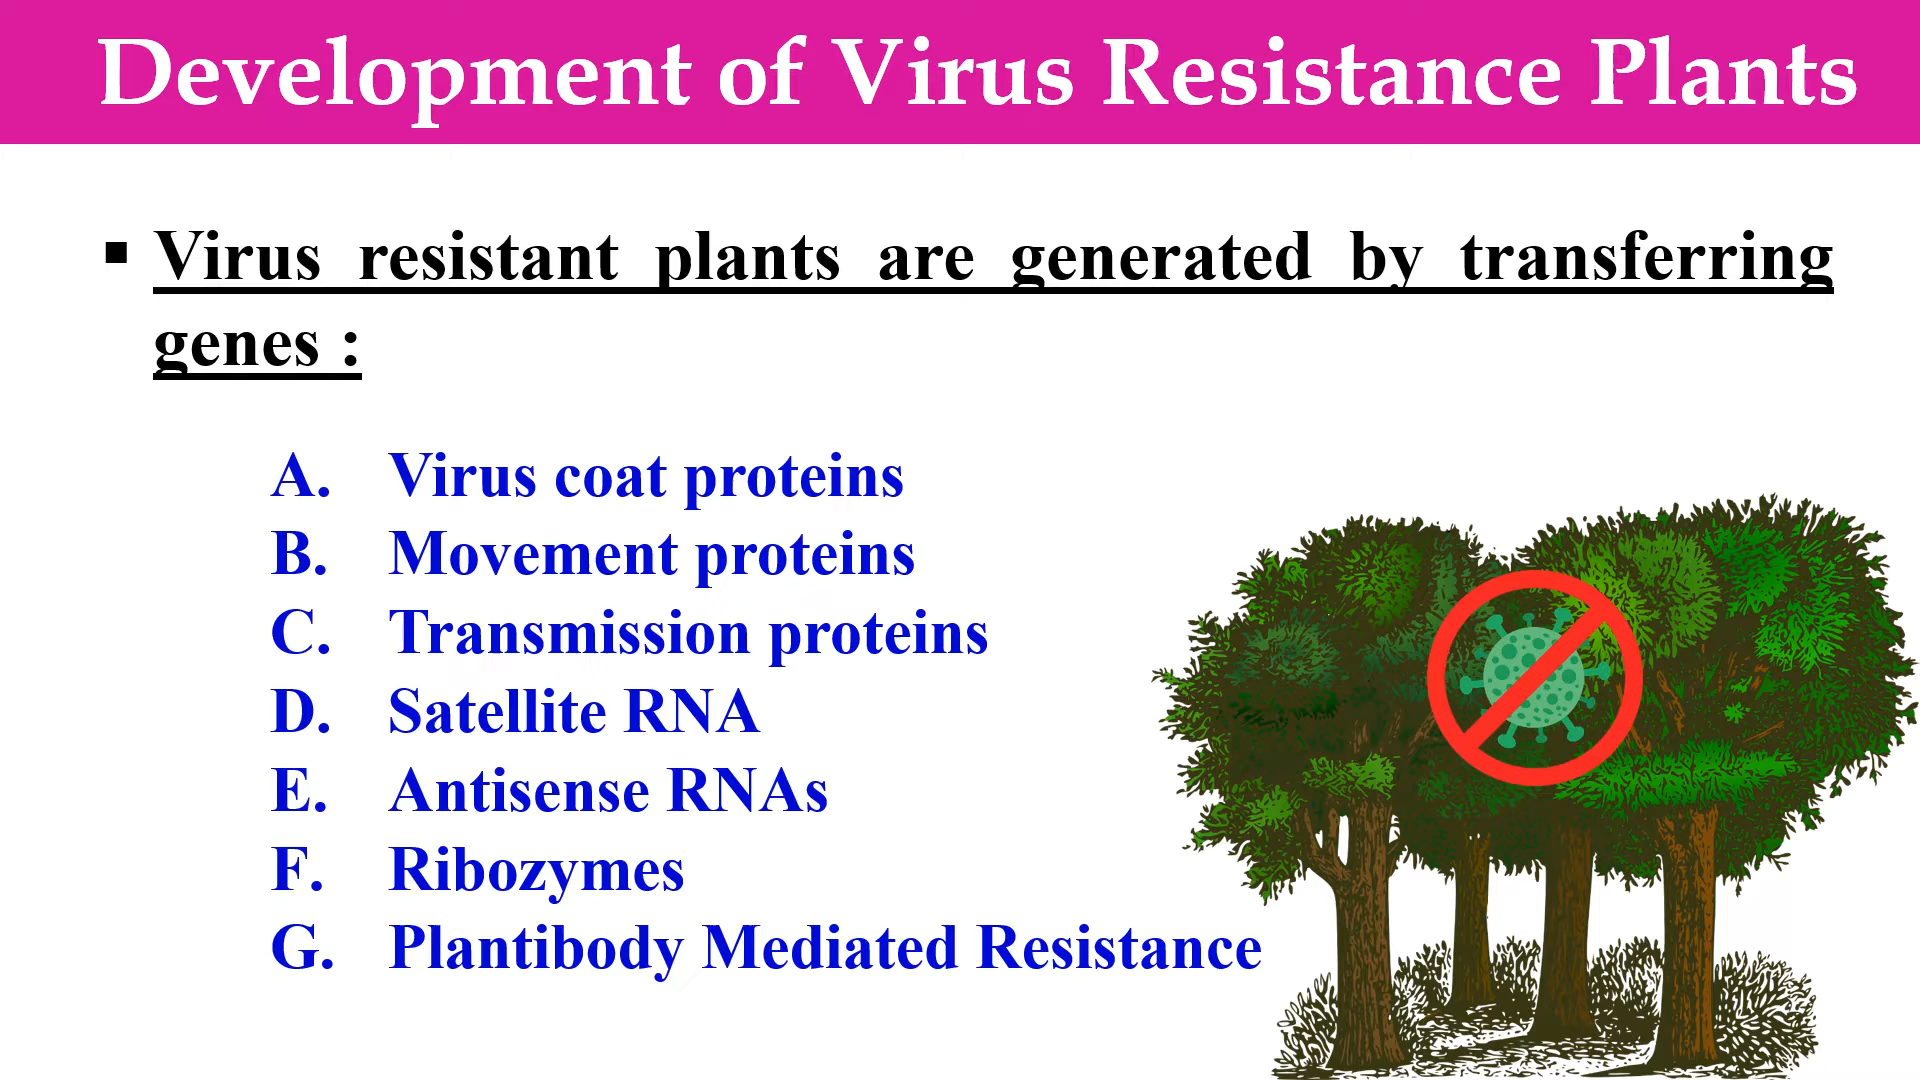 Development of Virus Resistance Plants
▪ Virus resistant plants are generated by transferring
genes :
A. Virus coat proteins
B. Movement proteins
C. Transmission proteins
D. Satellite RNA
E. Antisense RNAs
F. Ribozymes
G. Plantibody Mediated Resistance